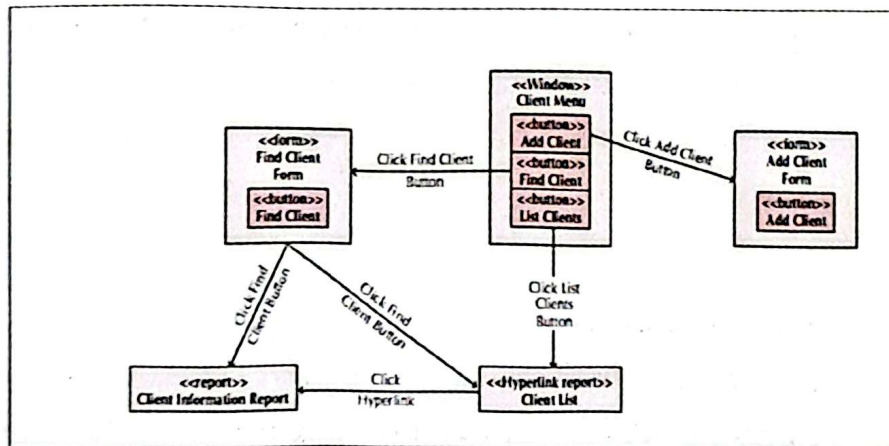 <<Window>>
Client Menu
<<button>>
Add Client
<<button>>
Find Client
<<button>>
List Clients
<<form>>
Find Client
Form
<<button>>
Find Client
Click Find Client
Button
Click Add Client
Button
<<form>>
Add Client
Form
<<button>>
Add Client
Click Find
Client Button
Click Find
Client Button
Click List
Clients
Button
<<report>>
Client Information Report
Click
Hyperlink
<<Hyperlink report>>
Client List